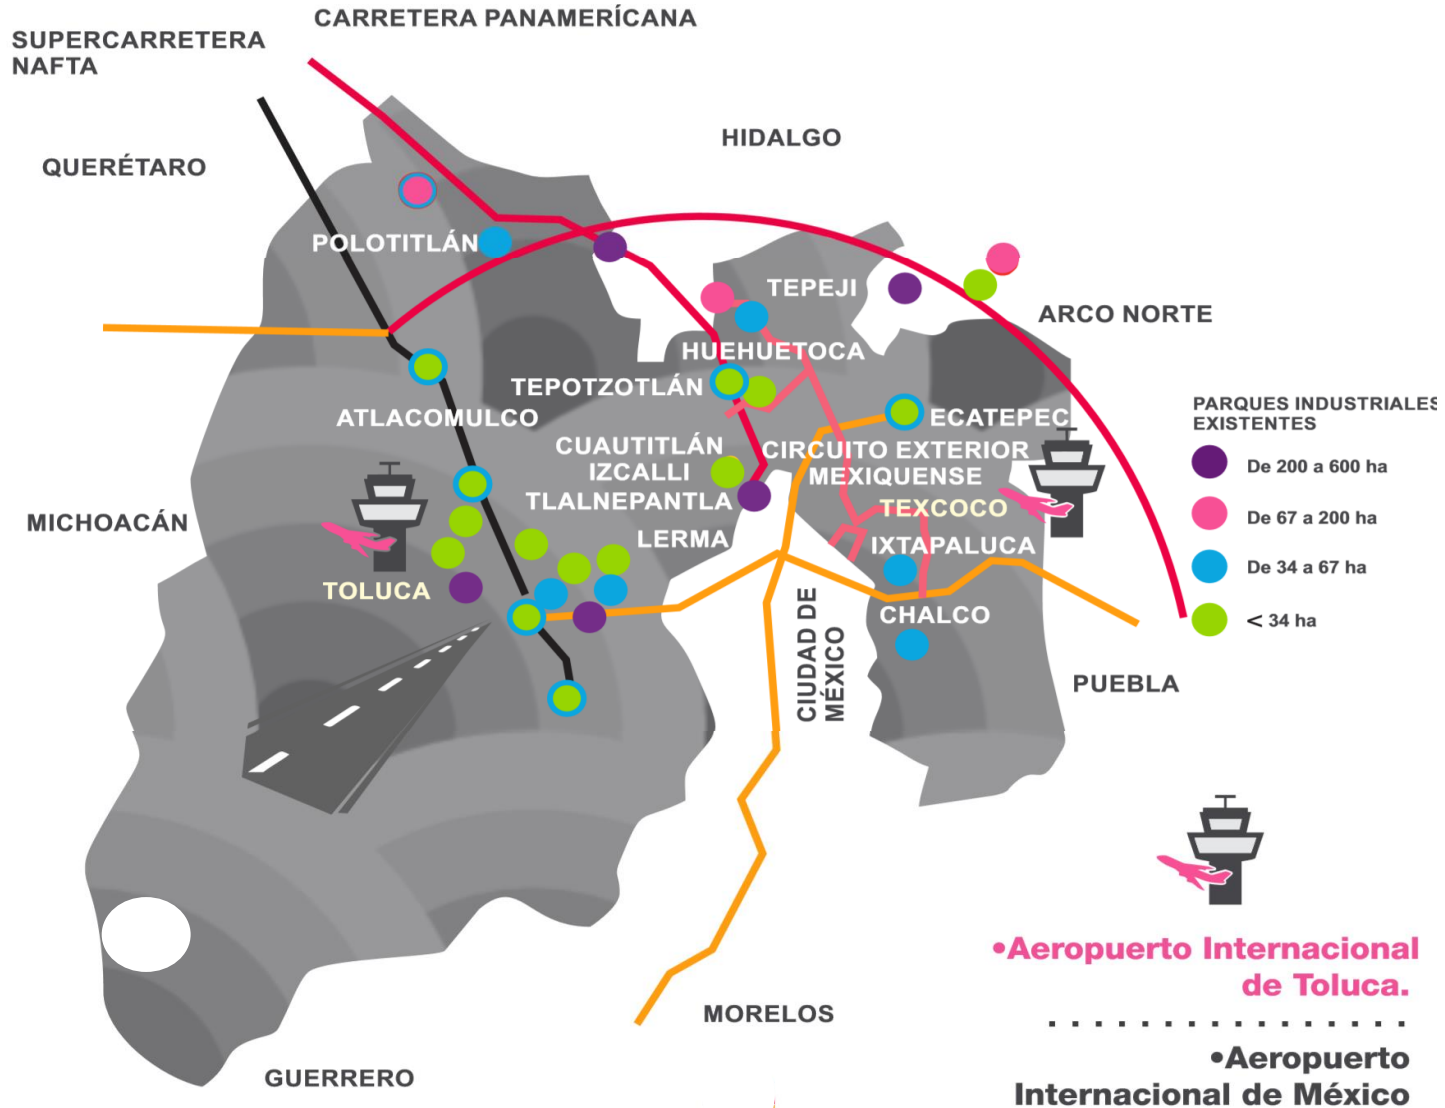 CARRETERA PANAMERÍCANA
SUPERCARRETERA
NAFTA
HIDALGO
QUERÉTARO
POLOTITLÁN
TEPEJI
ARCO NORTE
HUEHUETOCA
TEPOTZOTLÁN
ATLACOMULCO
ECATEPEC
CUAUTITLÁN
IZCALLI
CIRCUITO EXTERIOR
MEXIQUENSE
TLALNEPANTLA
TEXCOCO
MICHOACÁN
LERMA
IXTAPALUCA
TOLUCA
CHALCO
CIUDAD DE
MÉXICO
PUEBLA
PARQUES INDUSTRIALES
EXISTENTES
De 200 a 600 ha
De 67 a 200 ha
De 34 a 67 ha
< 34 ha
•Aeropuerto Internacional
de Toluca.
•Aeropuerto
Internacional de México
MORELOS
GUERRERO